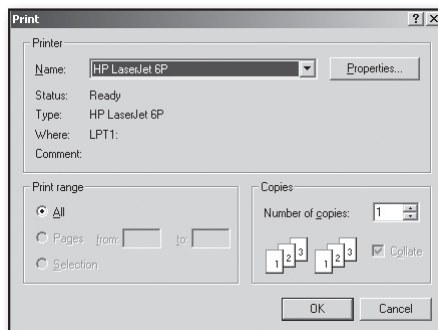 Print
Printer
Name: HP LaserJet 6P Properties...
Status: Ready
Type: HP LaserJet 6P
Where: LPT1:
Comment:
Print range
All
Pages from: to:
Selection
Copies
Number of copies: 1
1 2 3 1 2 3 Collate
OK Cancel